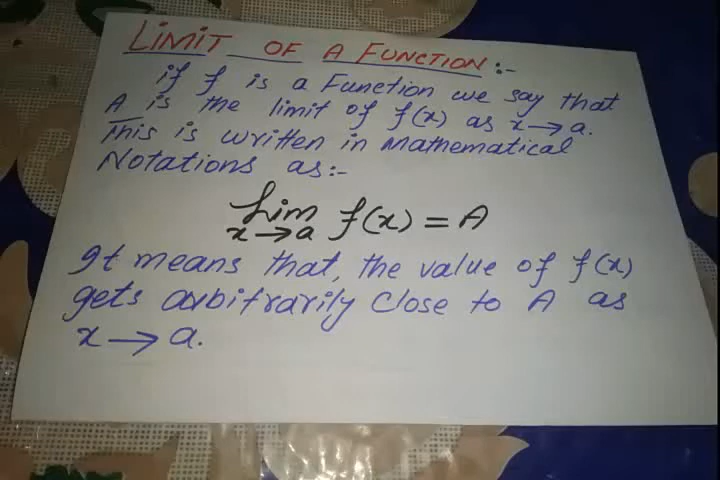 LIMIT OF A FUNCTION:-
if f is a Function we say that
A is the limit of f(x) as x→a.
This is written in Mathematical
Notations as:-
Lim f(x) = A
x→a
It means that, the value of f(x)
gets arbitrarily close to A as
x → a.